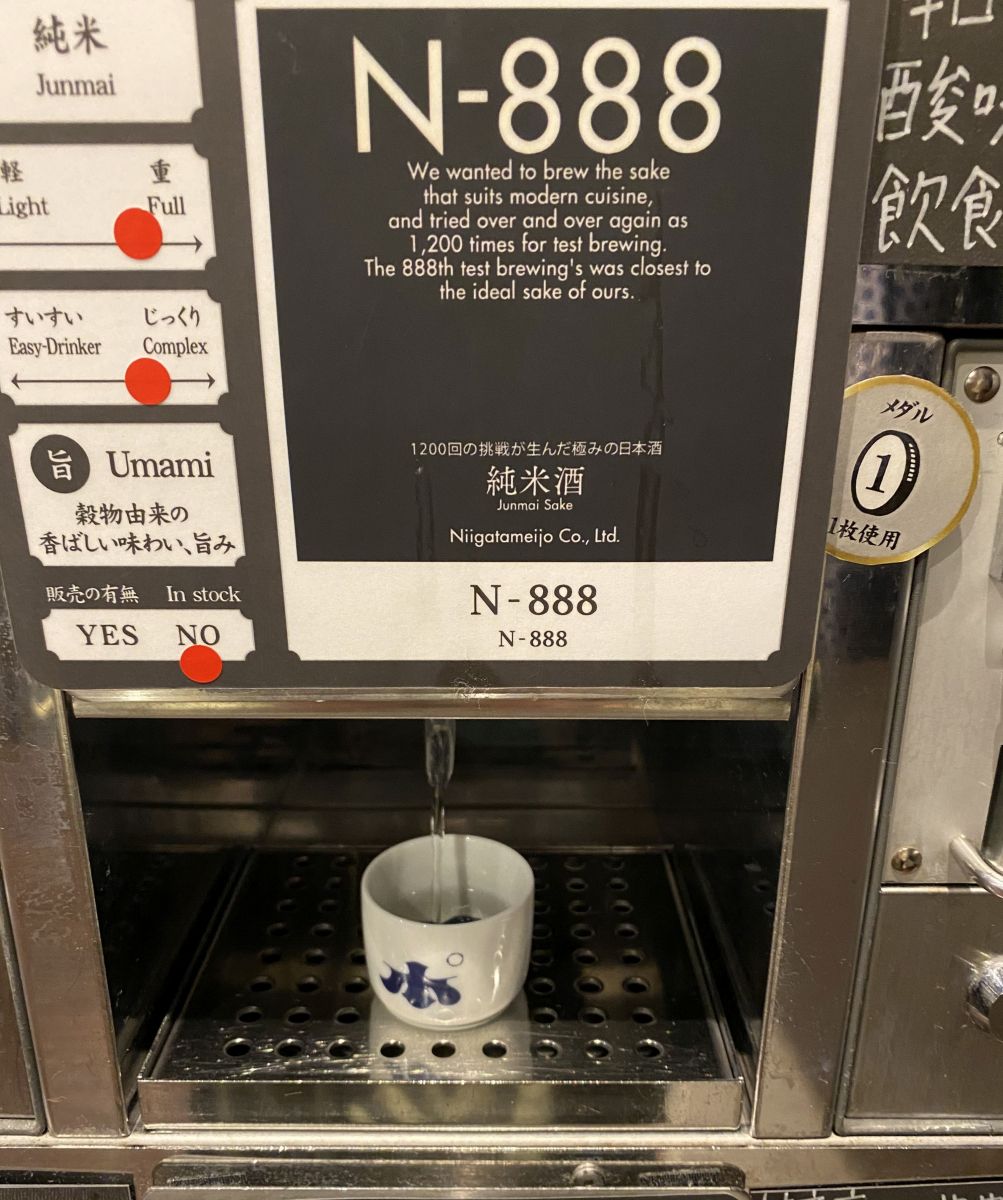 純米
Junmai
軽 重
Light Full
すいすい じっくり
Easy-Drinker Complex
旨 Umami
穀物由来の
香ばしい味わい、旨み
販売の有無 In stock
YES NO
N-888
We wanted to brew the sake
that suits modern cuisine,
and tried over and over again as
1,200 times for test brewing.
The 888th test brewing's was closest to
the ideal sake of ours.
1200回の挑戦が生んだ極みの日本酒
純米酒
Junmai Sake
Niigatameijo Co., Ltd.
N-888
N-888
辛口
酸味
飲食
メダル
1
1枚使用